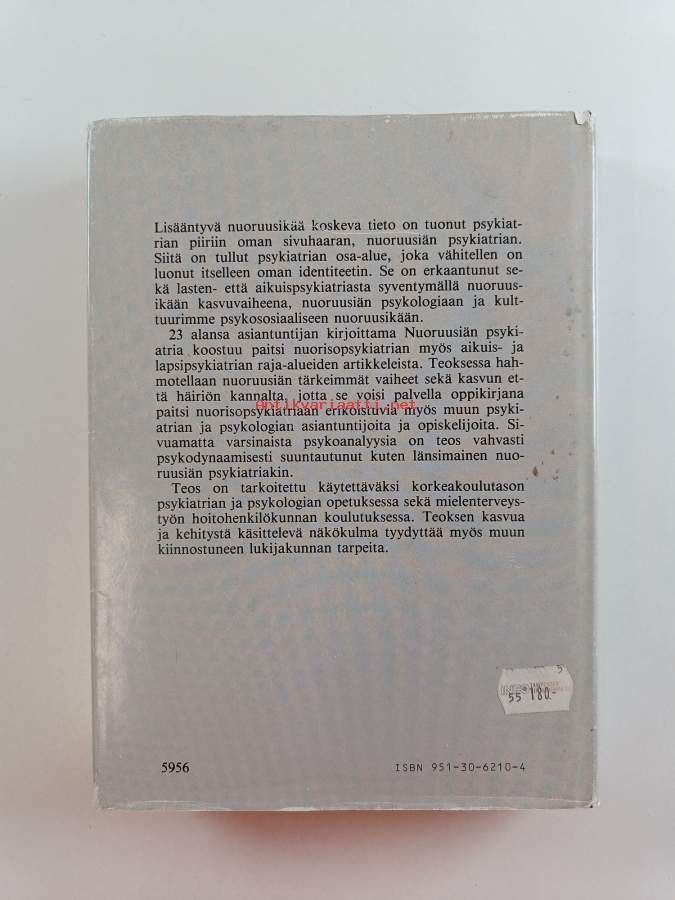 Lisääntyvä nuoruusikää koskeva tieto on tuonut psykiat-
rian piiriin oman sivuhaaran, nuoruusiän psykiatrian.
Siitä on tullut psykiatrian osa-alue, joka vähitellen on
luonut itselleen oman identiteetin. Se on erkaantunut se-
kä lasten- että aikuispsykiatriasta syventymällä nuoruus-
ikään kasvuvaiheena, nuoruusiän psykologiaan ja kult-
tuurimme psykososiaaliseen nuoruusikään.
23 alansa asiantuntijan kirjoittama Nuoruusiän psyki-
atria koostuu paitsi nuorisopsykiatrian myös aikuis- ja
lapsipsykiatrian raja-alueiden artikkeleista. Teoksessa hah-
motellaan nuoruusiän tärkeimmät vaiheet sekä kasvun et-
tä häiriön kannalta, jotta se voisi palvella oppikirjana
Antikvariaatti.net
paitsi nuorisopsykiatriaan erikoistuvia myös muun psyki-
atrian ja psykologian asiantuntijoita ja opiskelijoita. Si-
vuamatta varsinaista psykoanalyysia on teos vahvasti
psykodynaamisesti suuntautunut kuten länsimainen nuo-
ruusiän psykiatriakin.
Teos on tarkoitettu käytettäväksi korkeakoulutason
psykiatrian ja psykologian opetuksessa sekä mielenterveys-
työn hoitohenkilökunnan koulutuksessa. Teoksen kasvua
ja kehitystä käsittelevä näkökulma tyydyttää myös muun
kiinnostuneen lukijakunnan tarpeita.
5
55 180.-
5956 ISBN 951-30-6210-4